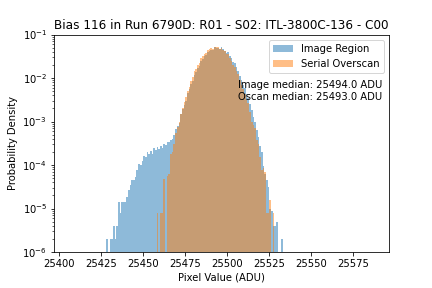 Bias 116 in Run 6790D: R01 - S02: ITL-3800C-136 - C00
Image Region
Serial Overscan
Image median: 25494.0 ADU
Oscan median: 25493.0 ADU
Probability Density
10⁻¹
10⁻²
10⁻³
10⁻⁴
10⁻⁵
10⁻⁶
25400 25425 25450 25475 25500 25525 25550 25575
Pixel Value (ADU)